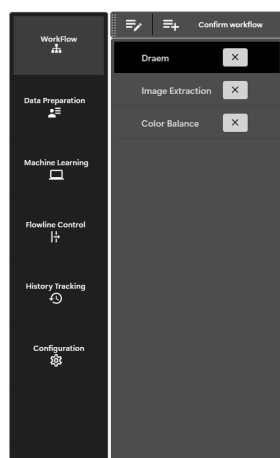 WorkFlow
Data Preparation
Machine Learning
Flowline Control
History Tracking
Configuration
Confirm workflow
Draem
Image Extraction
Color Balance